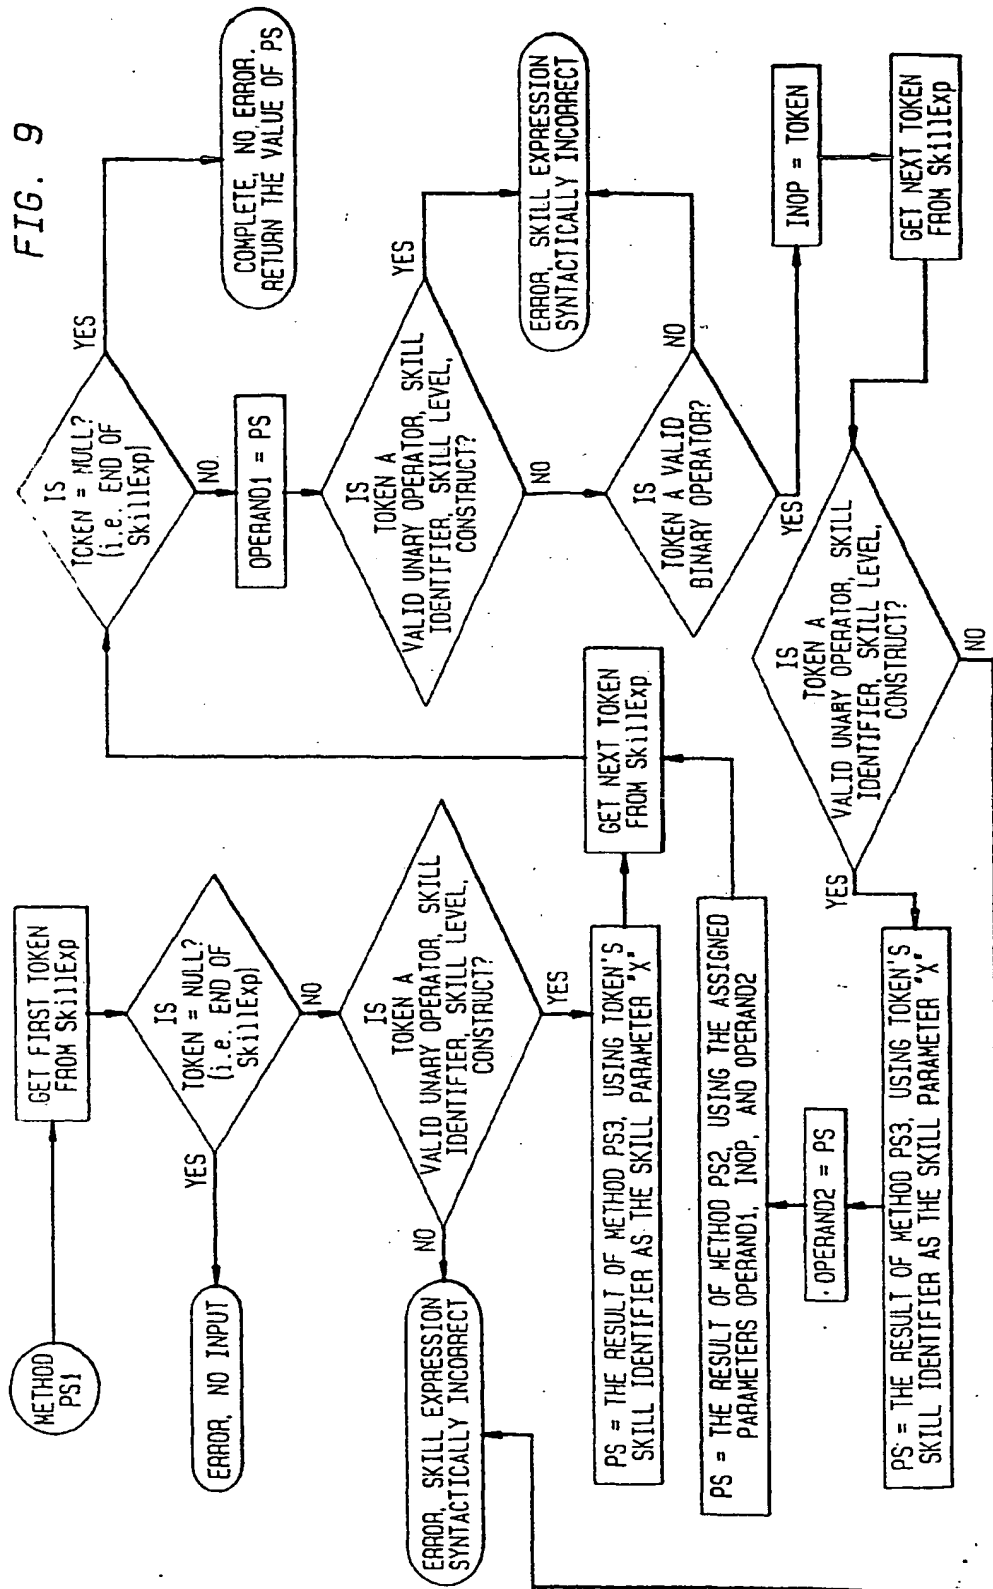 FIG. 9
METHOD
PS1
GET FIRST TOKEN
FROM SkillExp
IS
TOKEN = NULL?
(i.e. END OF
SkillExp)
YES
NO
ERROR, NO INPUT
IS
TOKEN A
VALID UNARY OPERATOR, SKILL
IDENTIFIER, SKILL LEVEL,
CONSTRUCT?
NO
YES
ERROR, SKILL EXPRESSION
SYNTACTICALLY INCORRECT
PS = THE RESULT OF METHOD PS3, USING TOKEN'S
SKILL IDENTIFIER AS THE SKILL PARAMETER "X"
GET NEXT TOKEN
FROM SkillExp
IS
TOKEN = NULL?
(i.e. END OF
SkillExp)
YES
NO
COMPLETE, NO ERROR.
RETURN THE VALUE OF PS
OPERAND1 = PS
IS
TOKEN A
VALID UNARY OPERATOR, SKILL
IDENTIFIER, SKILL LEVEL,
CONSTRUCT?
YES
NO
ERROR, SKILL EXPRESSION
SYNTACTICALLY INCORRECT
IS
TOKEN A VALID
BINARY OPERATOR?
NO
YES
INOP = TOKEN
GET NEXT TOKEN
FROM SkillExp
IS
TOKEN A
VALID UNARY OPERATOR, SKILL
IDENTIFIER, SKILL LEVEL,
CONSTRUCT?
YES
NO
PS = THE RESULT OF METHOD PS3, USING TOKEN'S
SKILL IDENTIFIER AS THE SKILL PARAMETER "X"
OPERAND2 = PS
PS = THE RESULT OF METHOD PS2, USING THE ASSIGNED
PARAMETERS OPERAND1, INOP, AND OPERAND2